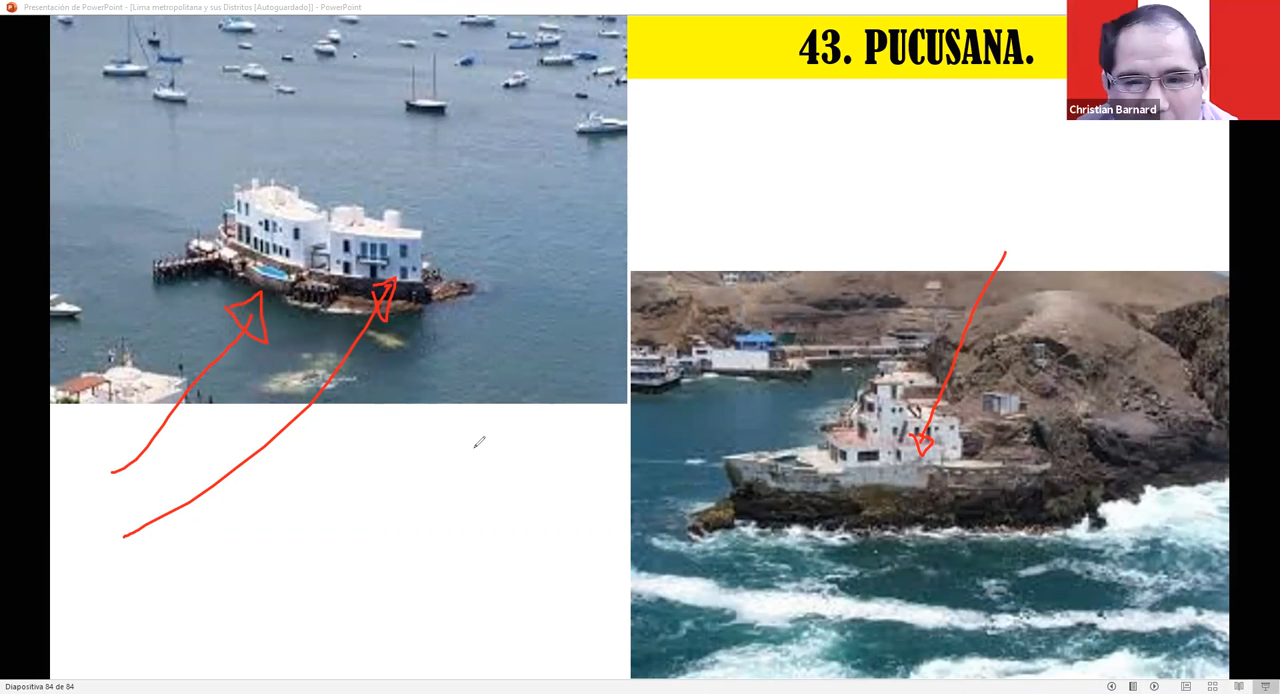 Presentación de PowerPoint - [Lima metropolitana y sus Distritos [Autoguardado]] - PowerPoint
43. PUCUSANA.
Christian Barnard
Diapositiva 84 de 84